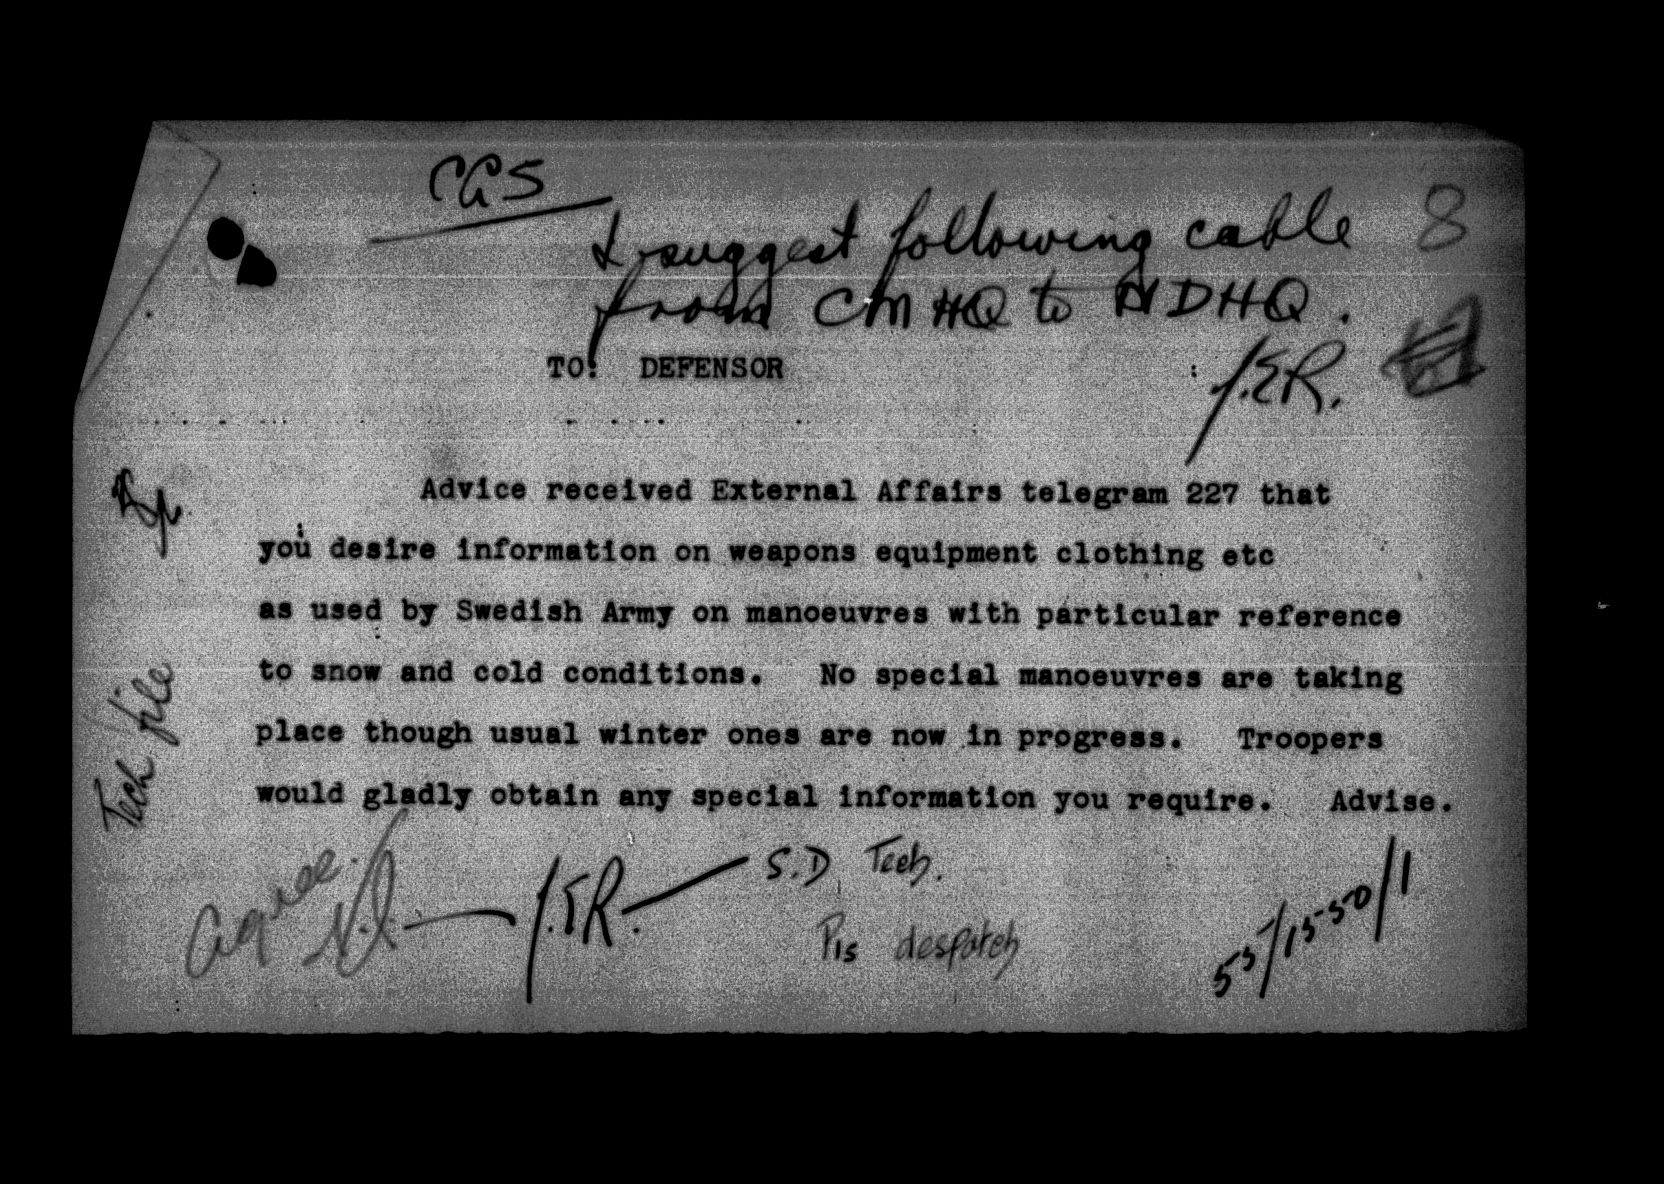 CGS
8
I suggest following cable
from CMHQ to NDHQ.
J.E.R.
TO: DEFENSOR :
Advice received External Affairs telegram 227 that
you desire information on weapons equipment clothing etc
as used by Swedish Army on manoeuvres with particular reference
to snow and cold conditions. No special manoeuvres are taking
place though usual winter ones are now in progress. Troopers
would gladly obtain any special information you require. Advise.
Tech file
Agree.
J.E.R.
S.D Tech.
Pls despatch
55/1550/1